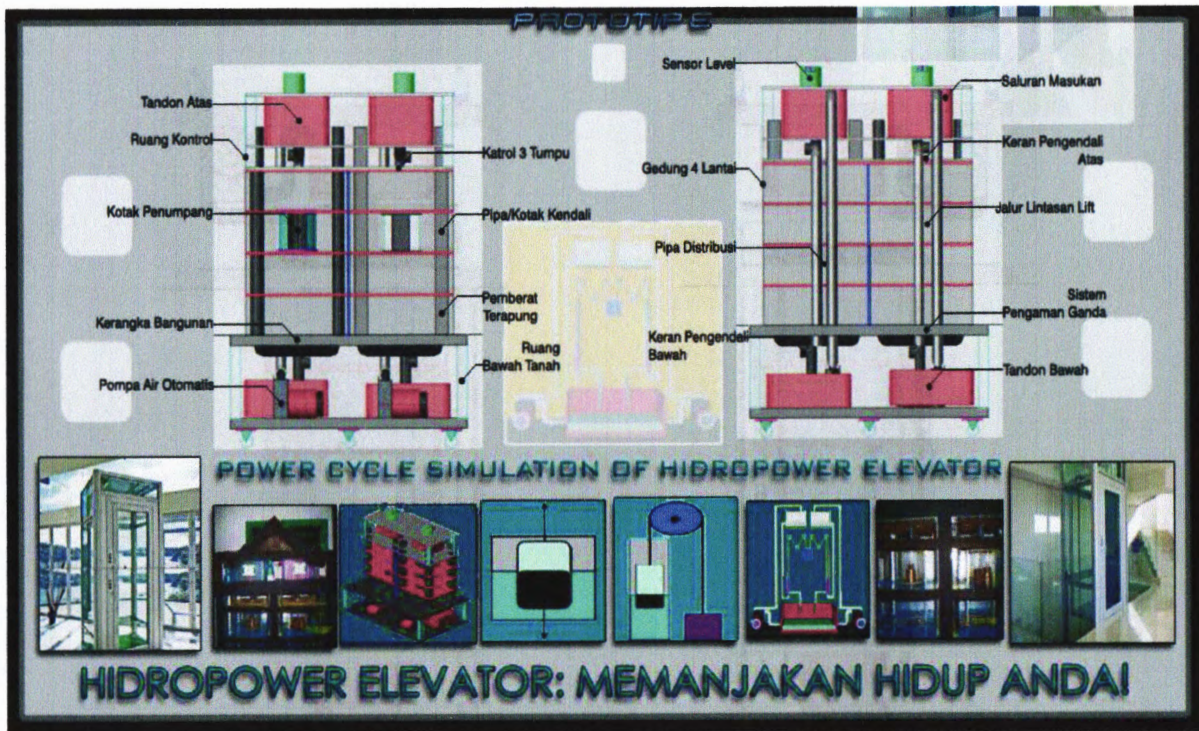 PROTOTIPE
Tandon Atas
Ruang Kontrol
Kotak Penumpang
Kerangka Bangunan
Pompa Air Otomatis
Katrol 3 Tumpu
Pipa/Kotak Kendali
Pemberat
Terapung
Ruang
Bawah Tanah
Sensor Level
Gedung 4 Lantai
Pipa Distribusi
Keran Pengendali
Bawah
Saluran Masukan
Keran Pengendali
Atas
Jalur Lintasan Lift
Sistem
Pengaman Ganda
Tandon Bawah
POWER CYCLE SIMULATION OF HIDROPOWER ELEVATOR
HIDROPOWER ELEVATOR: MEMANJAKAN HIDUP ANDA!